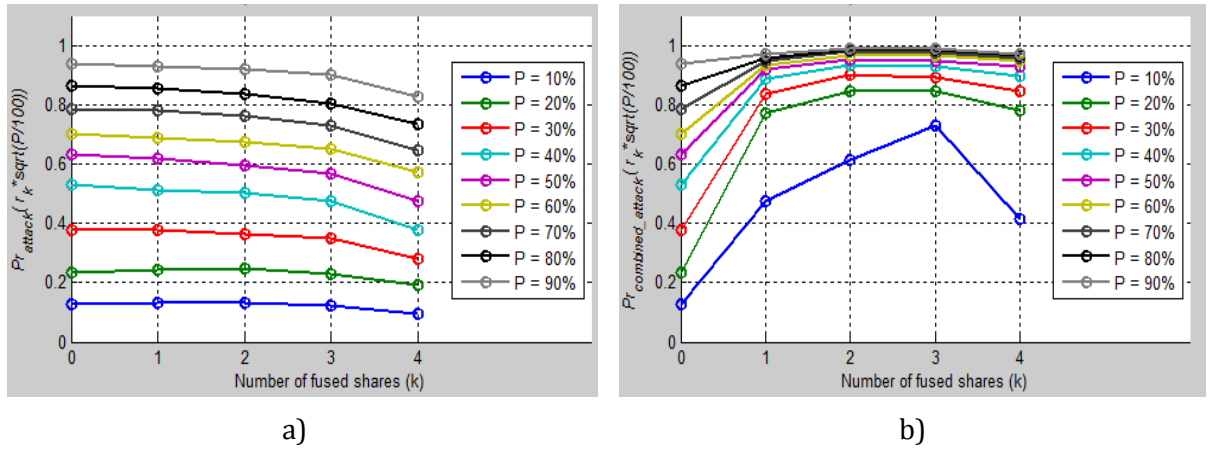 Pr_attack( r_k*sqrt(P/100))
1
0.8
0.6
0.4
0.2
0
0 1 2 3 4
Number of fused shares (k)
P = 10%
P = 20%
P = 30%
P = 40%
P = 50%
P = 60%
P = 70%
P = 80%
P = 90%
a)
Pr_combined_attack( r_k*sqrt(P/100))
1
0.8
0.6
0.4
0.2
0
0 1 2 3 4
Number of fused shares (k)
P = 10%
P = 20%
P = 30%
P = 40%
P = 50%
P = 60%
P = 70%
P = 80%
P = 90%
b)